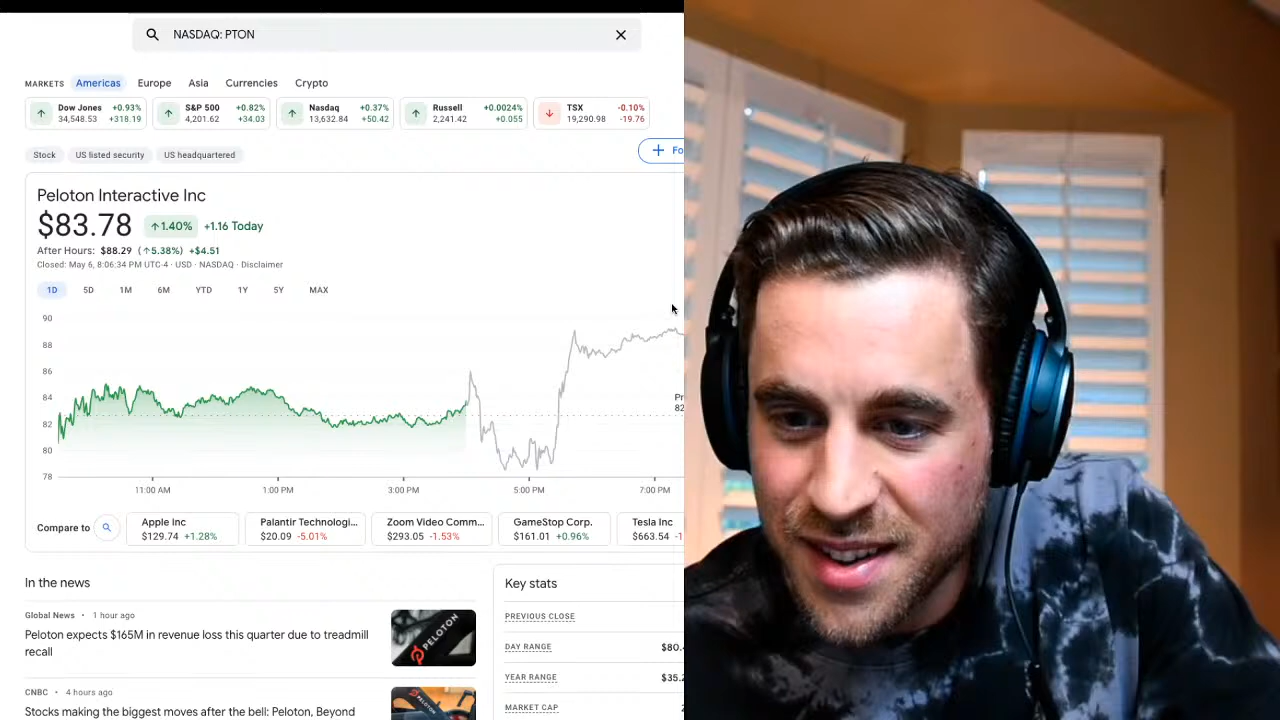 NASDAQ: PTON
MARKETS Americas Europe Asia Currencies Crypto
Dow Jones +0.93% S&P 500 +0.82% Nasdaq +0.37% Russell +0.0024% TSX -0.10%
34,548.53 +318.19 4,201.62 +34.03 13,632.84 +50.42 2,241.42 +0.055 19,290.98 -19.76
Stock US listed security US headquartered
+ Fo
Peloton Interactive Inc
$83.78 ↑1.40% +1.16 Today
After Hours: $88.29 (↑5.38%) +$4.51
Closed: May 6, 8:06:34 PM UTC-4 · USD · NASDAQ · Disclaimer
1D 5D 1M 6M YTD 1Y 5Y MAX
90
88
86
84
82
80
78
Pr
82
11:00 AM 1:00 PM 3:00 PM 5:00 PM 7:00 PM
Compare to
Apple Inc Palantir Technologi... Zoom Video Comm... GameStop Corp. Tesla Inc
$129.74 +1.28% $20.09 -5.01% $293.05 -1.53% $161.01 +0.96% $663.54 -1
In the news
Global News • 1 hour ago
Peloton expects $165M in revenue loss this quarter due to treadmill
recall
PELOTON
CNBC • 4 hours ago
Stocks making the biggest moves after the bell: Peloton, Beyond
Key stats
PREVIOUS CLOSE
DAY RANGE $80.
YEAR RANGE $35.2
MARKET CAP